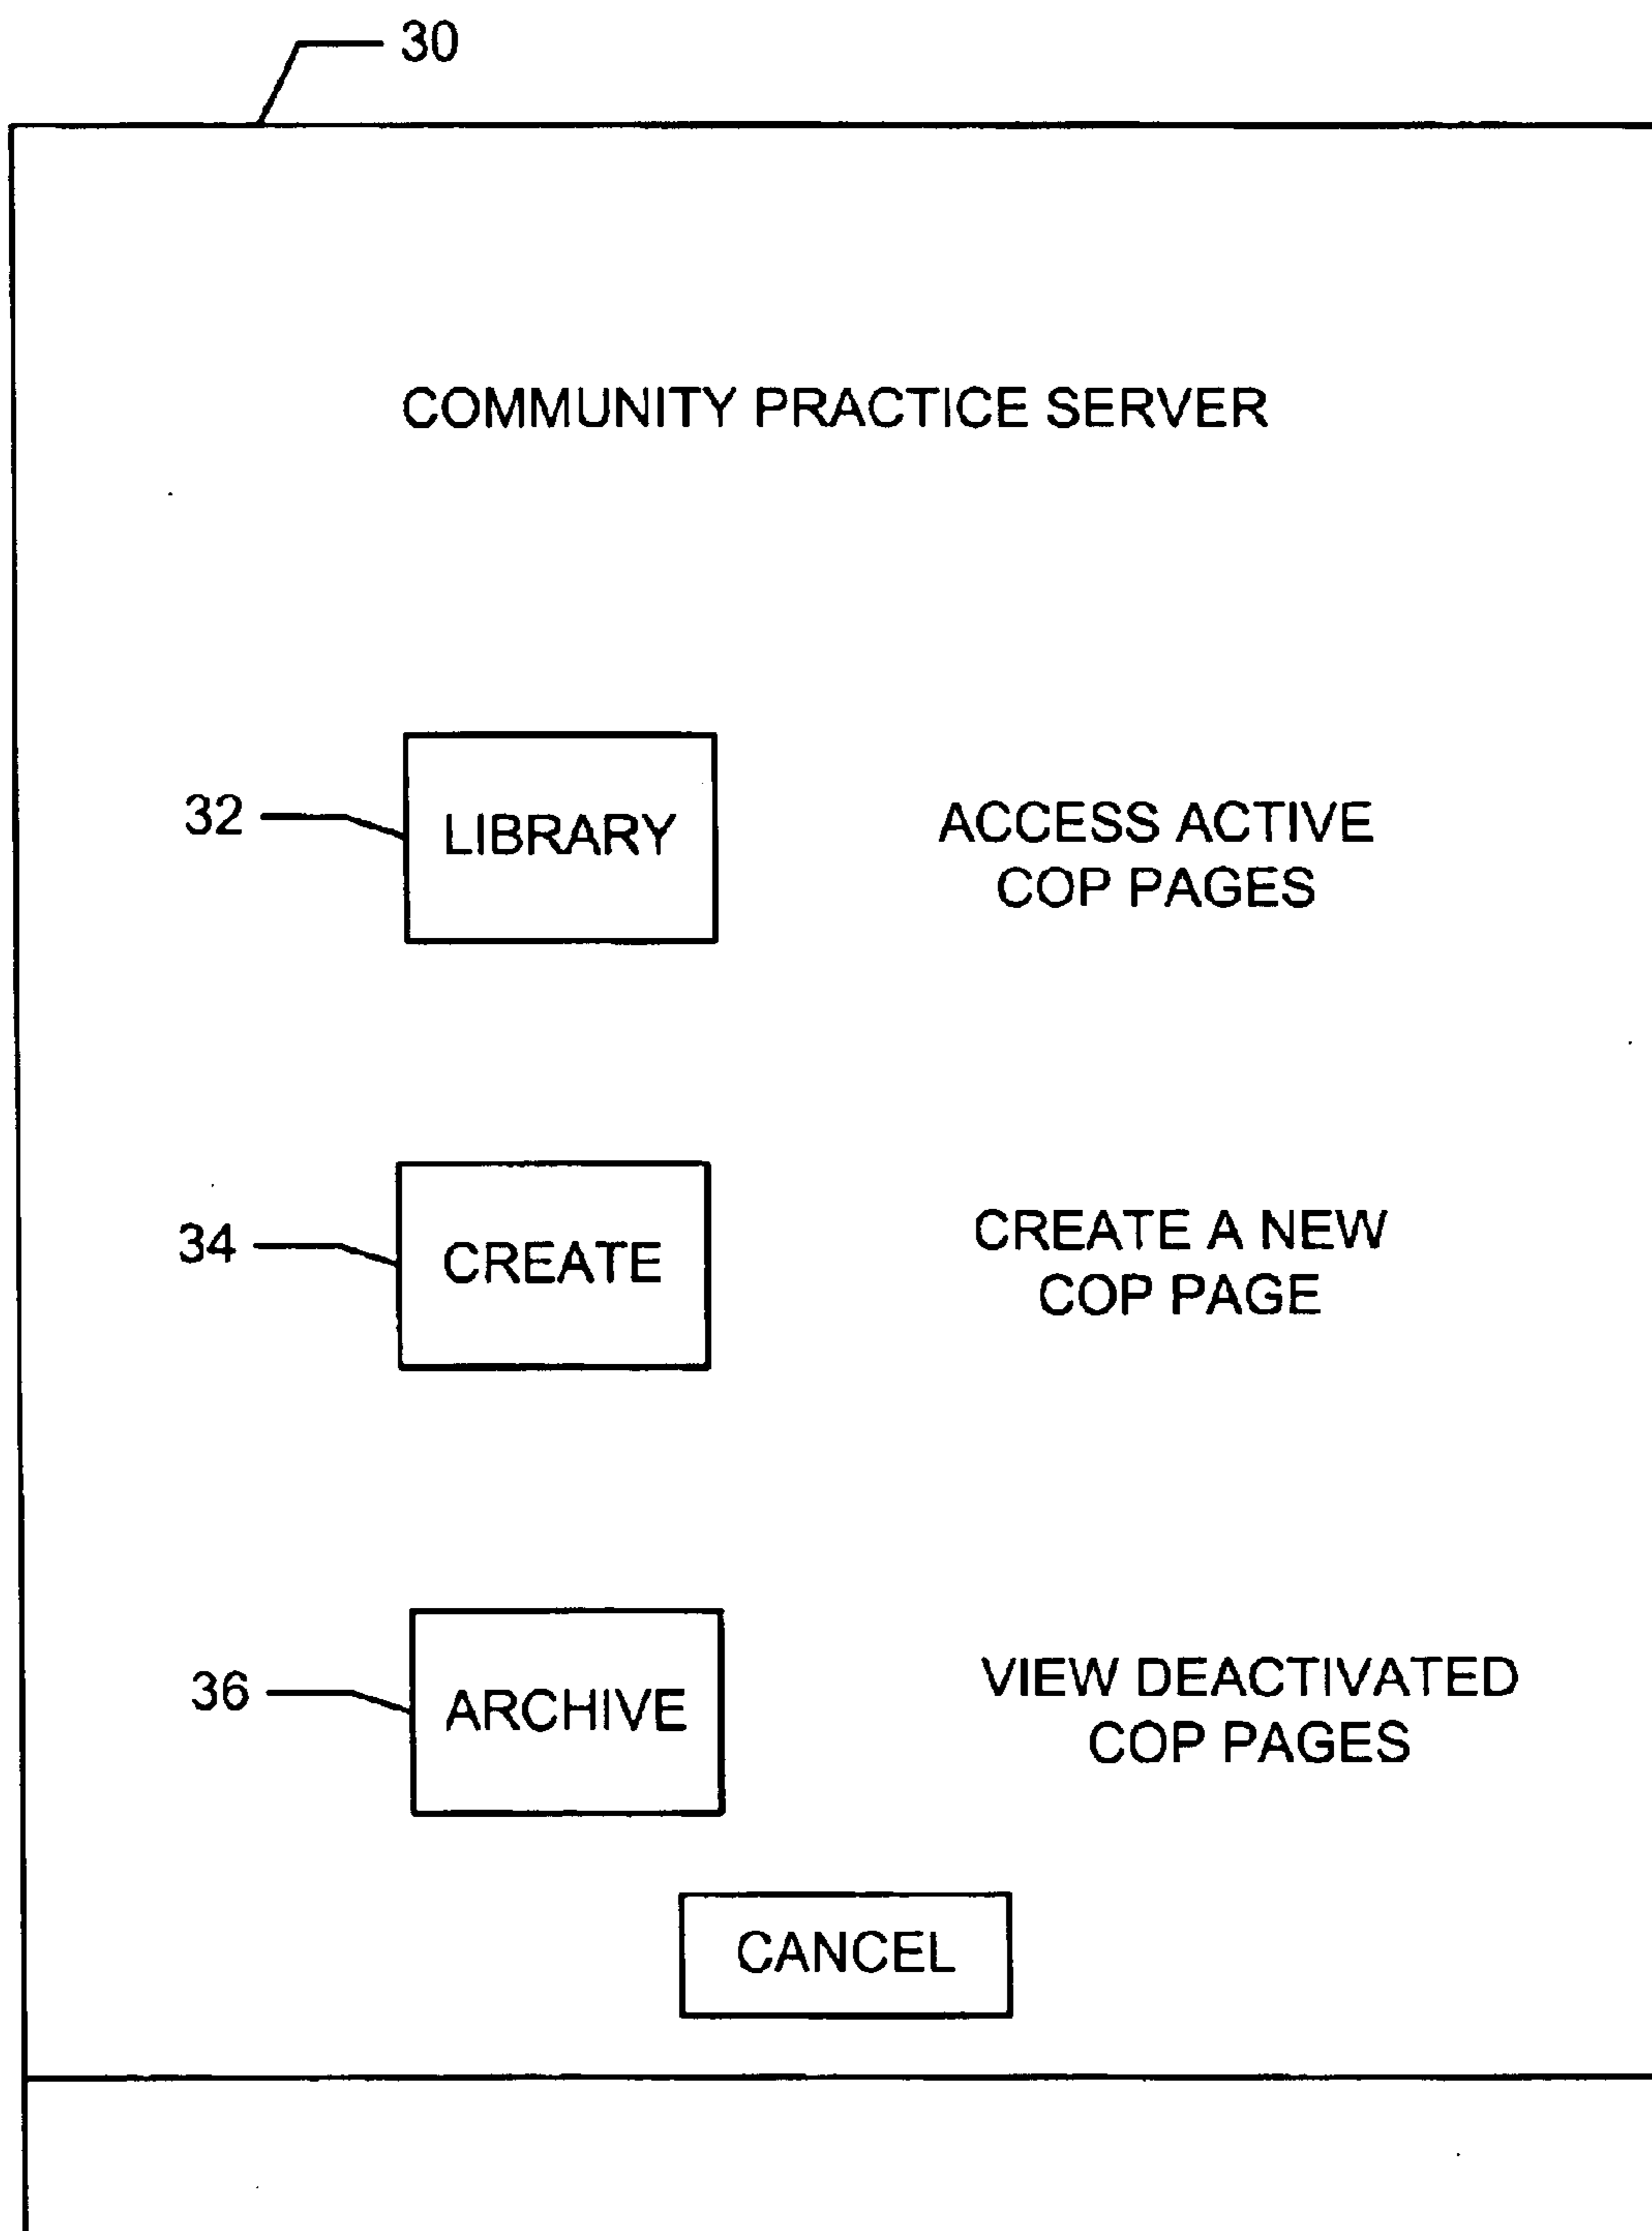 30
COMMUNITY PRACTICE SERVER
32
LIBRARY
ACCESS ACTIVE
COP PAGES
34
CREATE
CREATE A NEW
COP PAGE
36
ARCHIVE
VIEW DEACTIVATED
COP PAGES
CANCEL